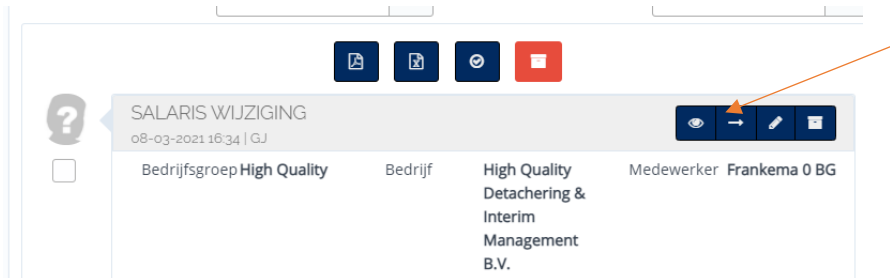 SALARIS WIJZIGING
08-03-2021 16:34 | GJ
Bedrijfsgroep High Quality Bedrijf High Quality Medewerker Frankema 0 BG
Detachering &
Interim
Management
B.V.